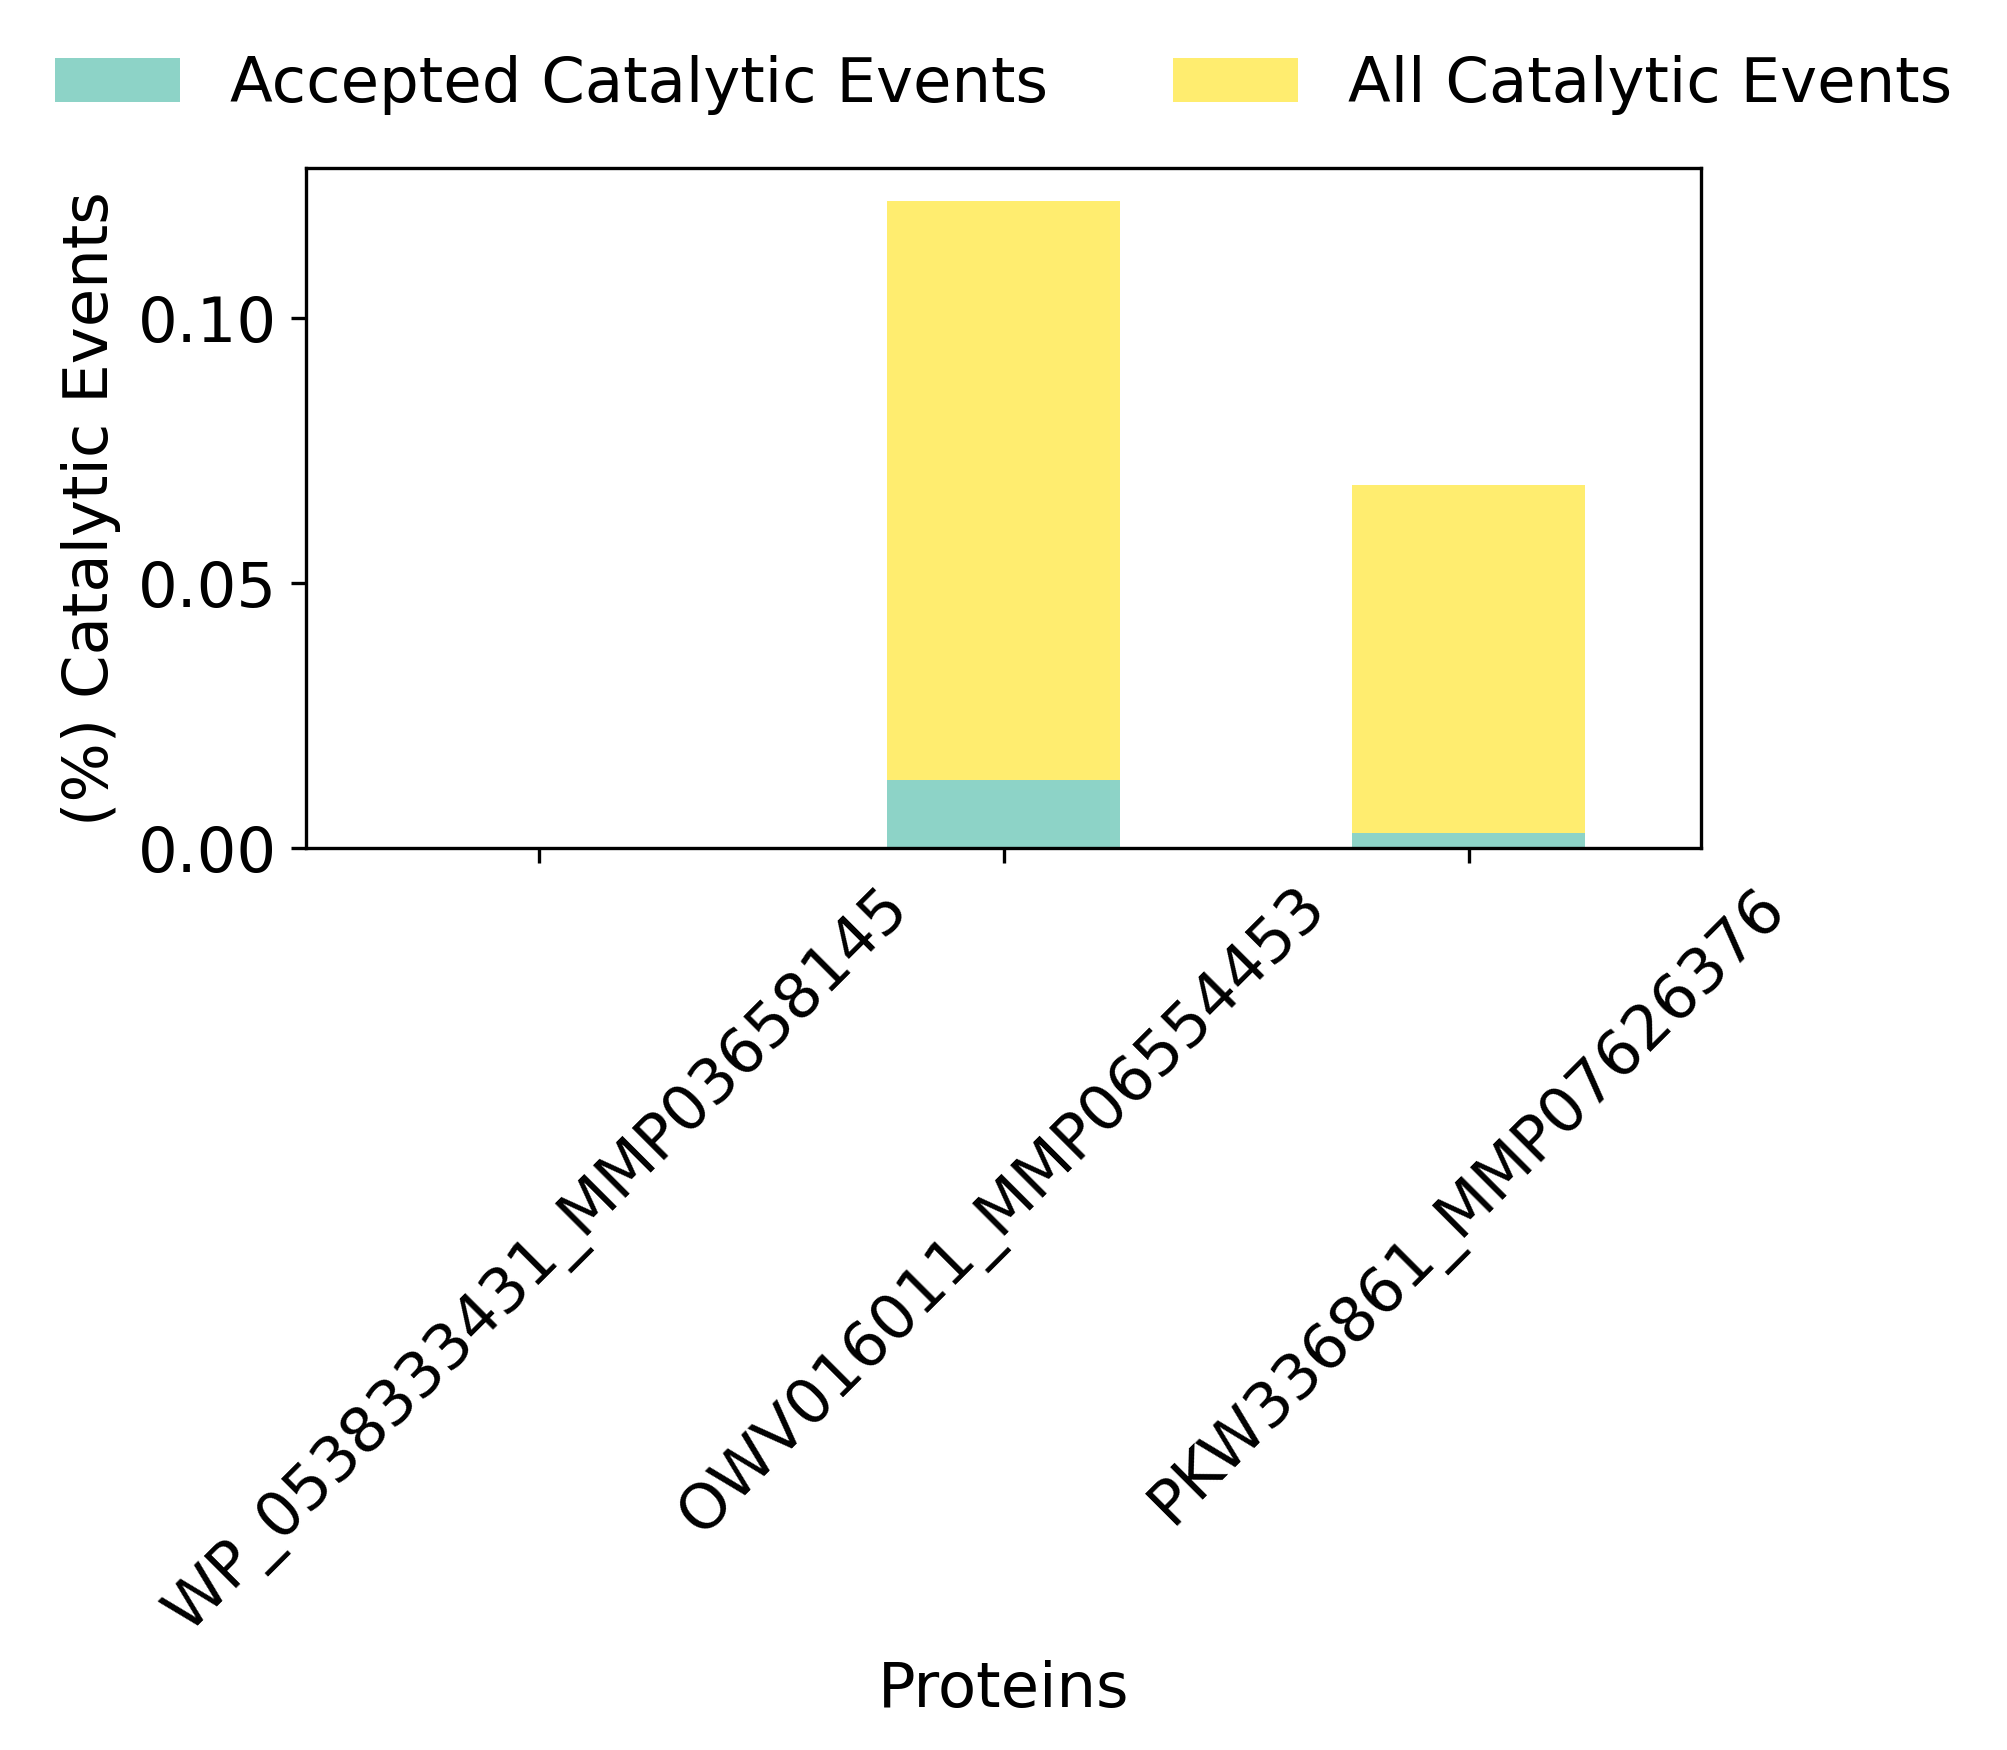 Accepted Catalytic Events
All Catalytic Events
(%) Catalytic Events
0.10
0.05
0.00
WP_053833431_MMP03658145
OWV016011_MMP06554453
PKW336861_MMP07626376
Proteins